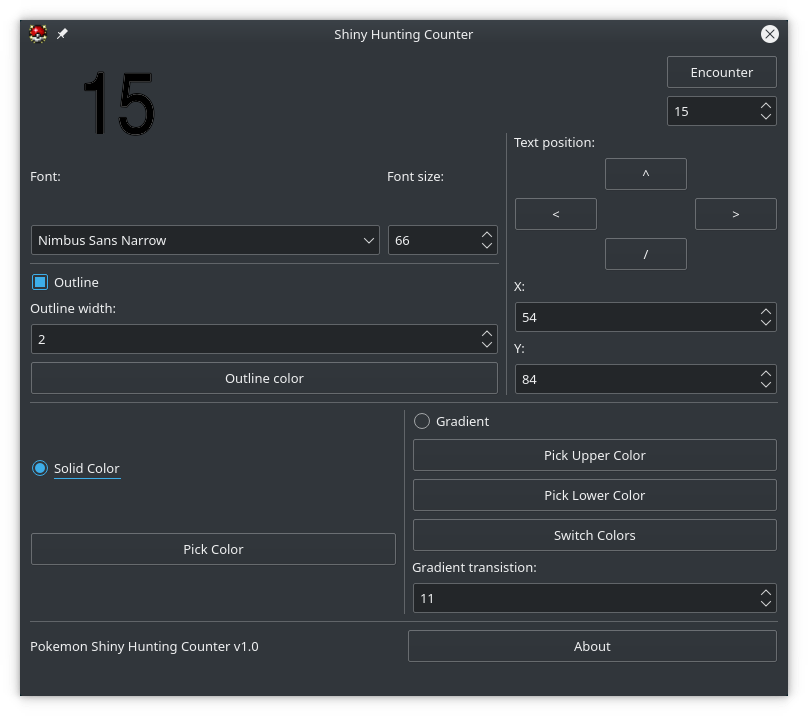 Shiny Hunting Counter
15
Encounter
15
Text position:
^
<
>
/
X:
54
Y:
84
Font:
Font size:
Nimbus Sans Narrow
66
Outline
Outline width:
2
Outline color
Solid Color
Pick Color
Gradient
Pick Upper Color
Pick Lower Color
Switch Colors
Gradient transistion:
11
Pokemon Shiny Hunting Counter v1.0
About